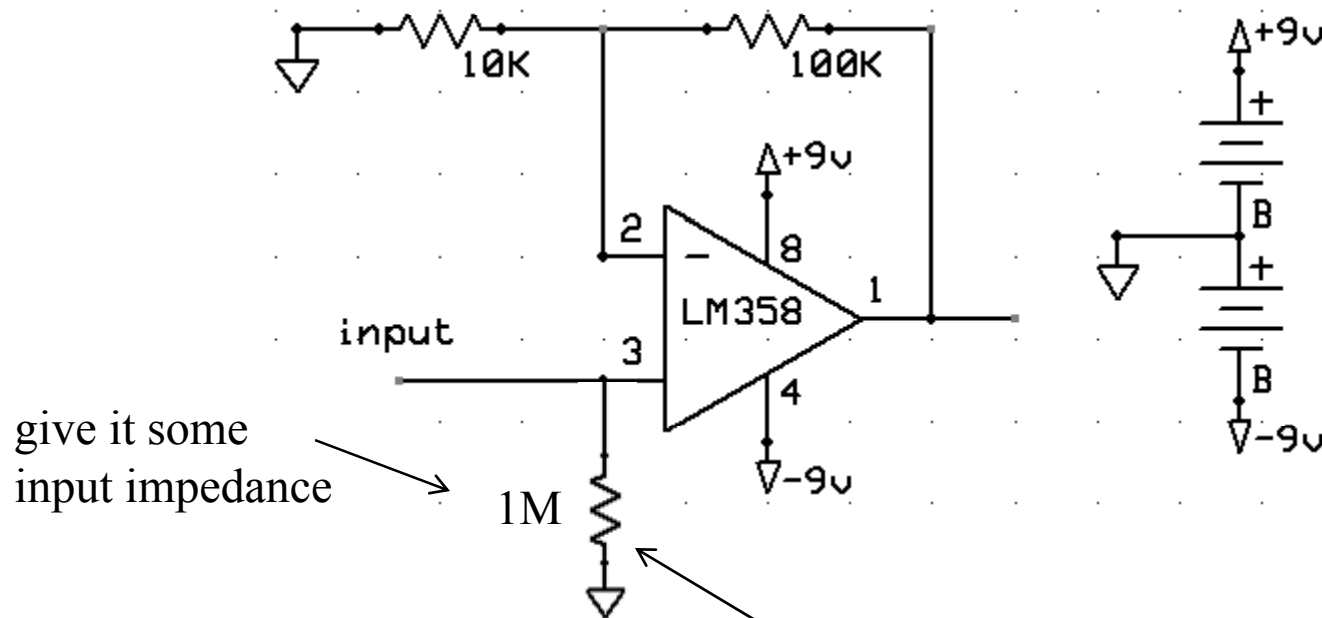 10K
100K
+9v
+
B
+
B
-9v
+9v
2
-
8
LM358
1
input
3
4
-9v
give it some
input impedance
1M